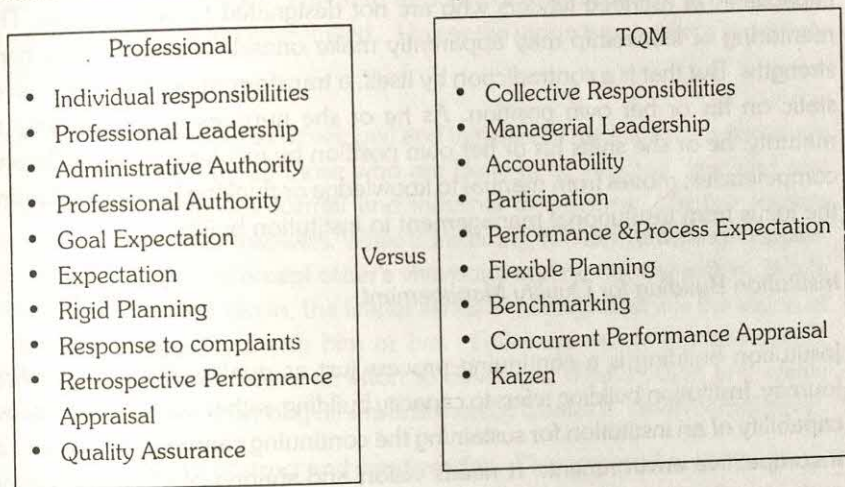 Professional
• Individual responsibilities
• Professional Leadership
• Administrative Authority
• Professional Authority
• Goal Expectation
• Expectation
• Rigid Planning
• Response to complaints
• Retrospective Performance
Appraisal
• Quality Assurance
Versus
TQM
• Collective Responsibilities
• Managerial Leadership
• Accountability
• Participation
• Performance &Process Expectation
• Flexible Planning
• Benchmarking
• Concurrent Performance Appraisal
• Kaizen